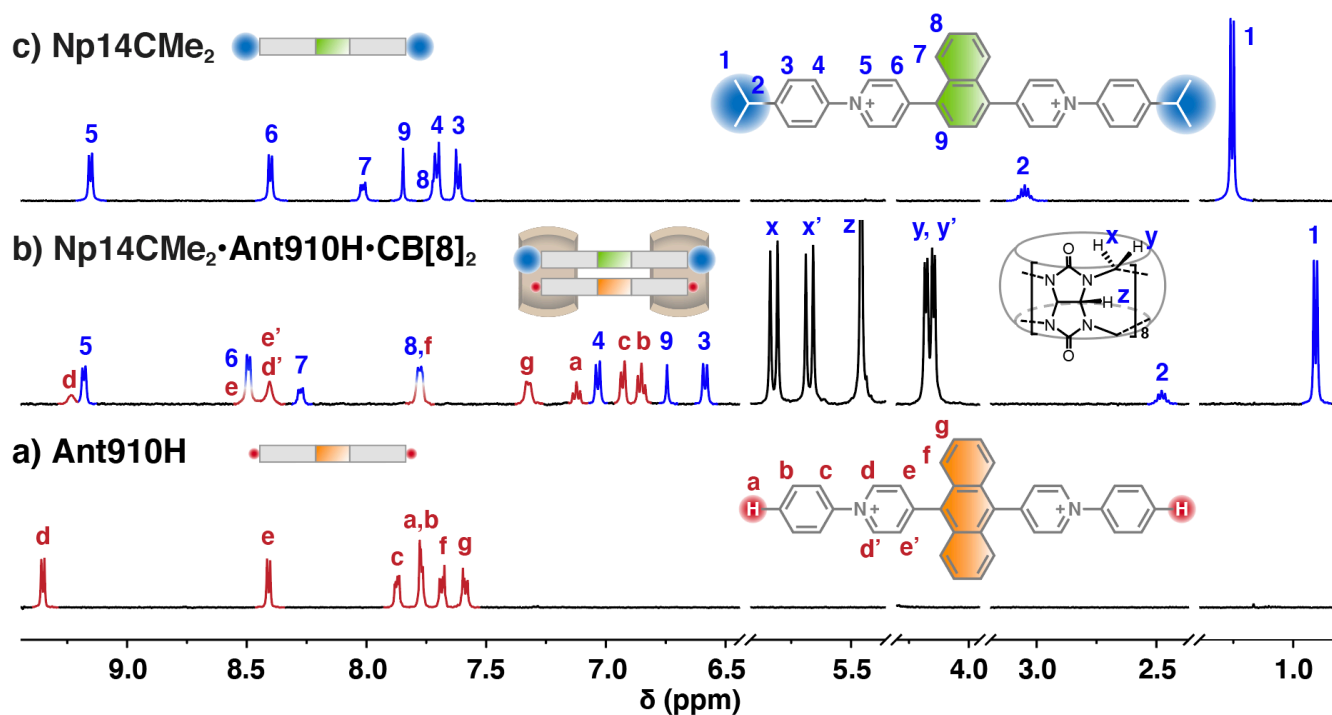 c) Np14CMe₂
1 2 3 4 5 6 7 8 9 N+ N+
5 6 7 9 8 4 3 2 1
b) Np14CMe₂•Ant910H•CB[8]₂
x x' z y, y' 1
H H x y O N N H z N N O 8
d 5 6 e e' d' 7 8,f g a 4 c b 9 3 2
a) Ant910H
a b c d e f g H N+ N+ H d' e'
d e c a,b f g
9.0 8.5 8.0 7.5 7.0 6.5 5.5 4.0 3.0 2.5 1.0
δ (ppm)